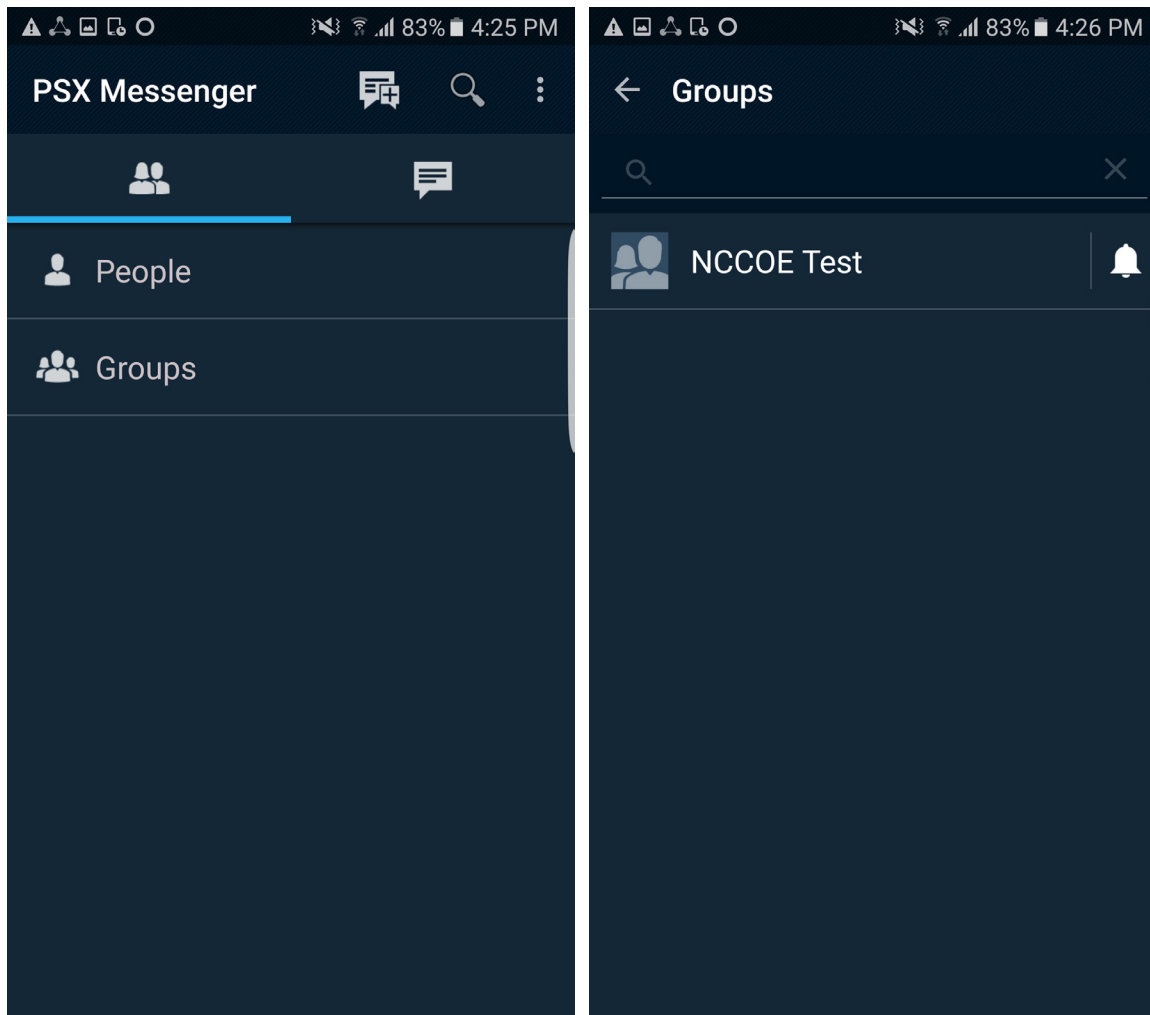 83% 4:25 PM
PSX Messenger
People
Groups
83% 4:26 PM
Groups
NCCOE Test